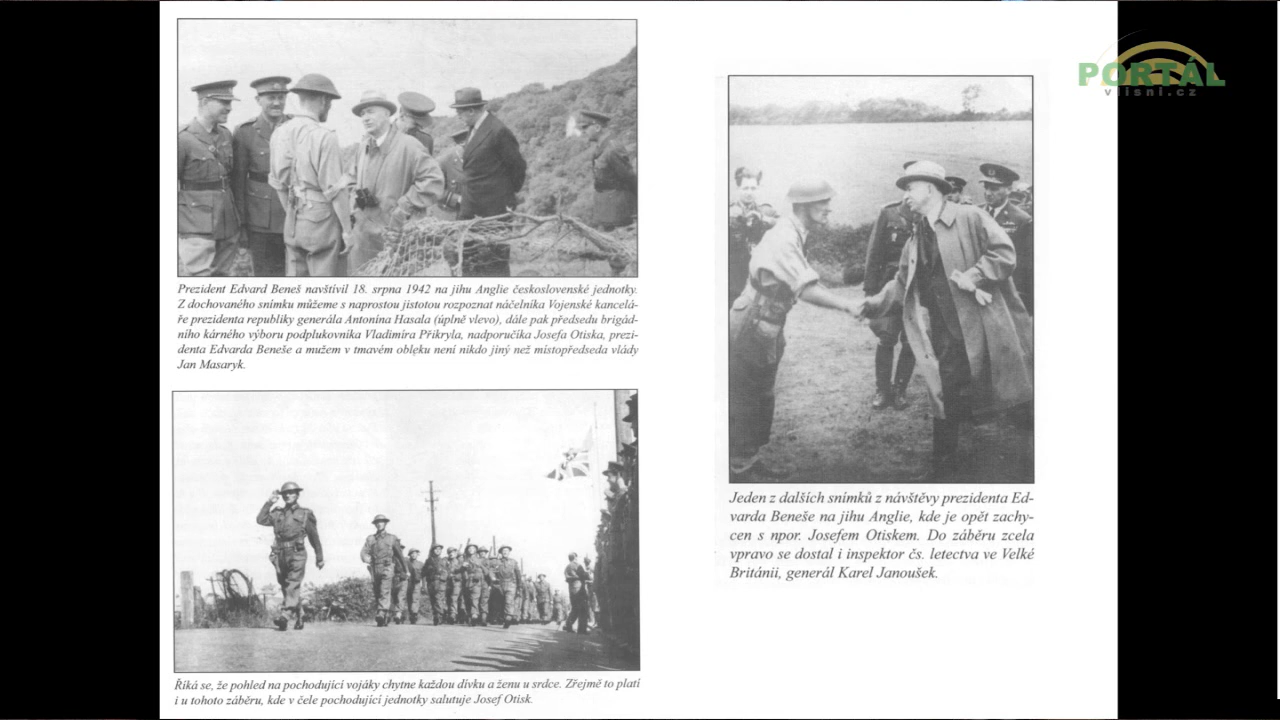 Prezident Edvard Beneš navštívil 18. srpna 1942 na jihu Anglie československé jednotky.
Z dochovaného snímku můžeme s naprostou jistotou rozpoznat náčelníka Vojenské kancelá-
ře prezidenta republiky generála Antonína Hasala (úplně vlevo), dále pak předsedu brigád-
ního kárného výboru podplukovníka Vladimíra Přikryla, nadporučíka Josefa Otiska, prezi-
denta Edvarda Beneše a mužem v tmavém obleku není nikdo jiný než místopředseda vlády
Jan Masaryk.
Říká se, že pohled na pochodující vojáky chytne každou dívku a ženu u srdce. Zřejmě to platí
i u tohoto záběru, kde v čele pochodující jednotky salutuje Josef Otisk.
PORTÁL
viisni.cz
Jeden z dalších snímků z návštěvy prezidenta Ed-
varda Beneše na jihu Anglie, kde je opět zachy-
cen s npor. Josefem Otiskem. Do záběru zcela
vpravo se dostal i inspektor čs. letectva ve Velké
Británii, generál Karel Janoušek.